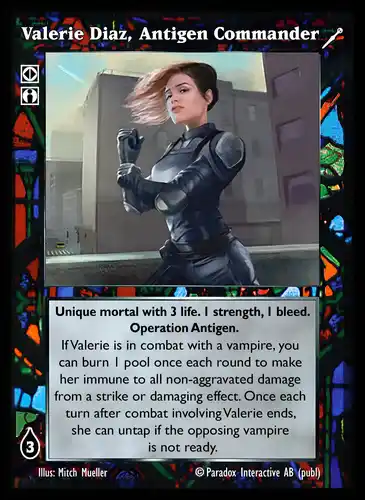 Valerie Diaz, Antigen Commander
Unique mortal with 3 life. 1 strength, 1 bleed.
Operation Antigen.
If Valerie is in combat with a vampire, you
can burn 1 pool once each round to make
her immune to all non-aggravated damage
from a strike or damaging effect. Once each
turn after combat involving Valerie ends,
she can untap if the opposing vampire
is not ready.
3
Illus: Mitch Mueller © Paradox Interactive AB (publ)